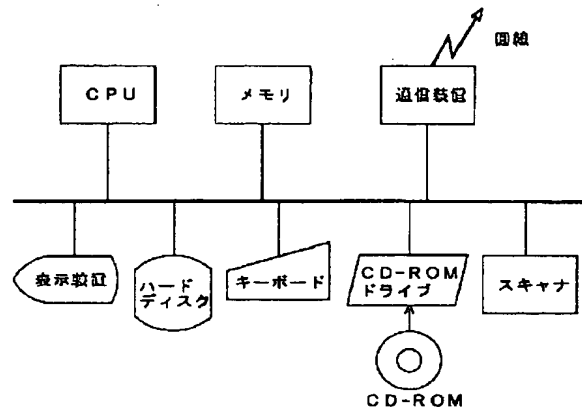 回線
CPU
メモリ
通信装置
表示装置
ハード
ディスク
キーボード
CD-ROM
ドライブ
スキャナ
CD-ROM